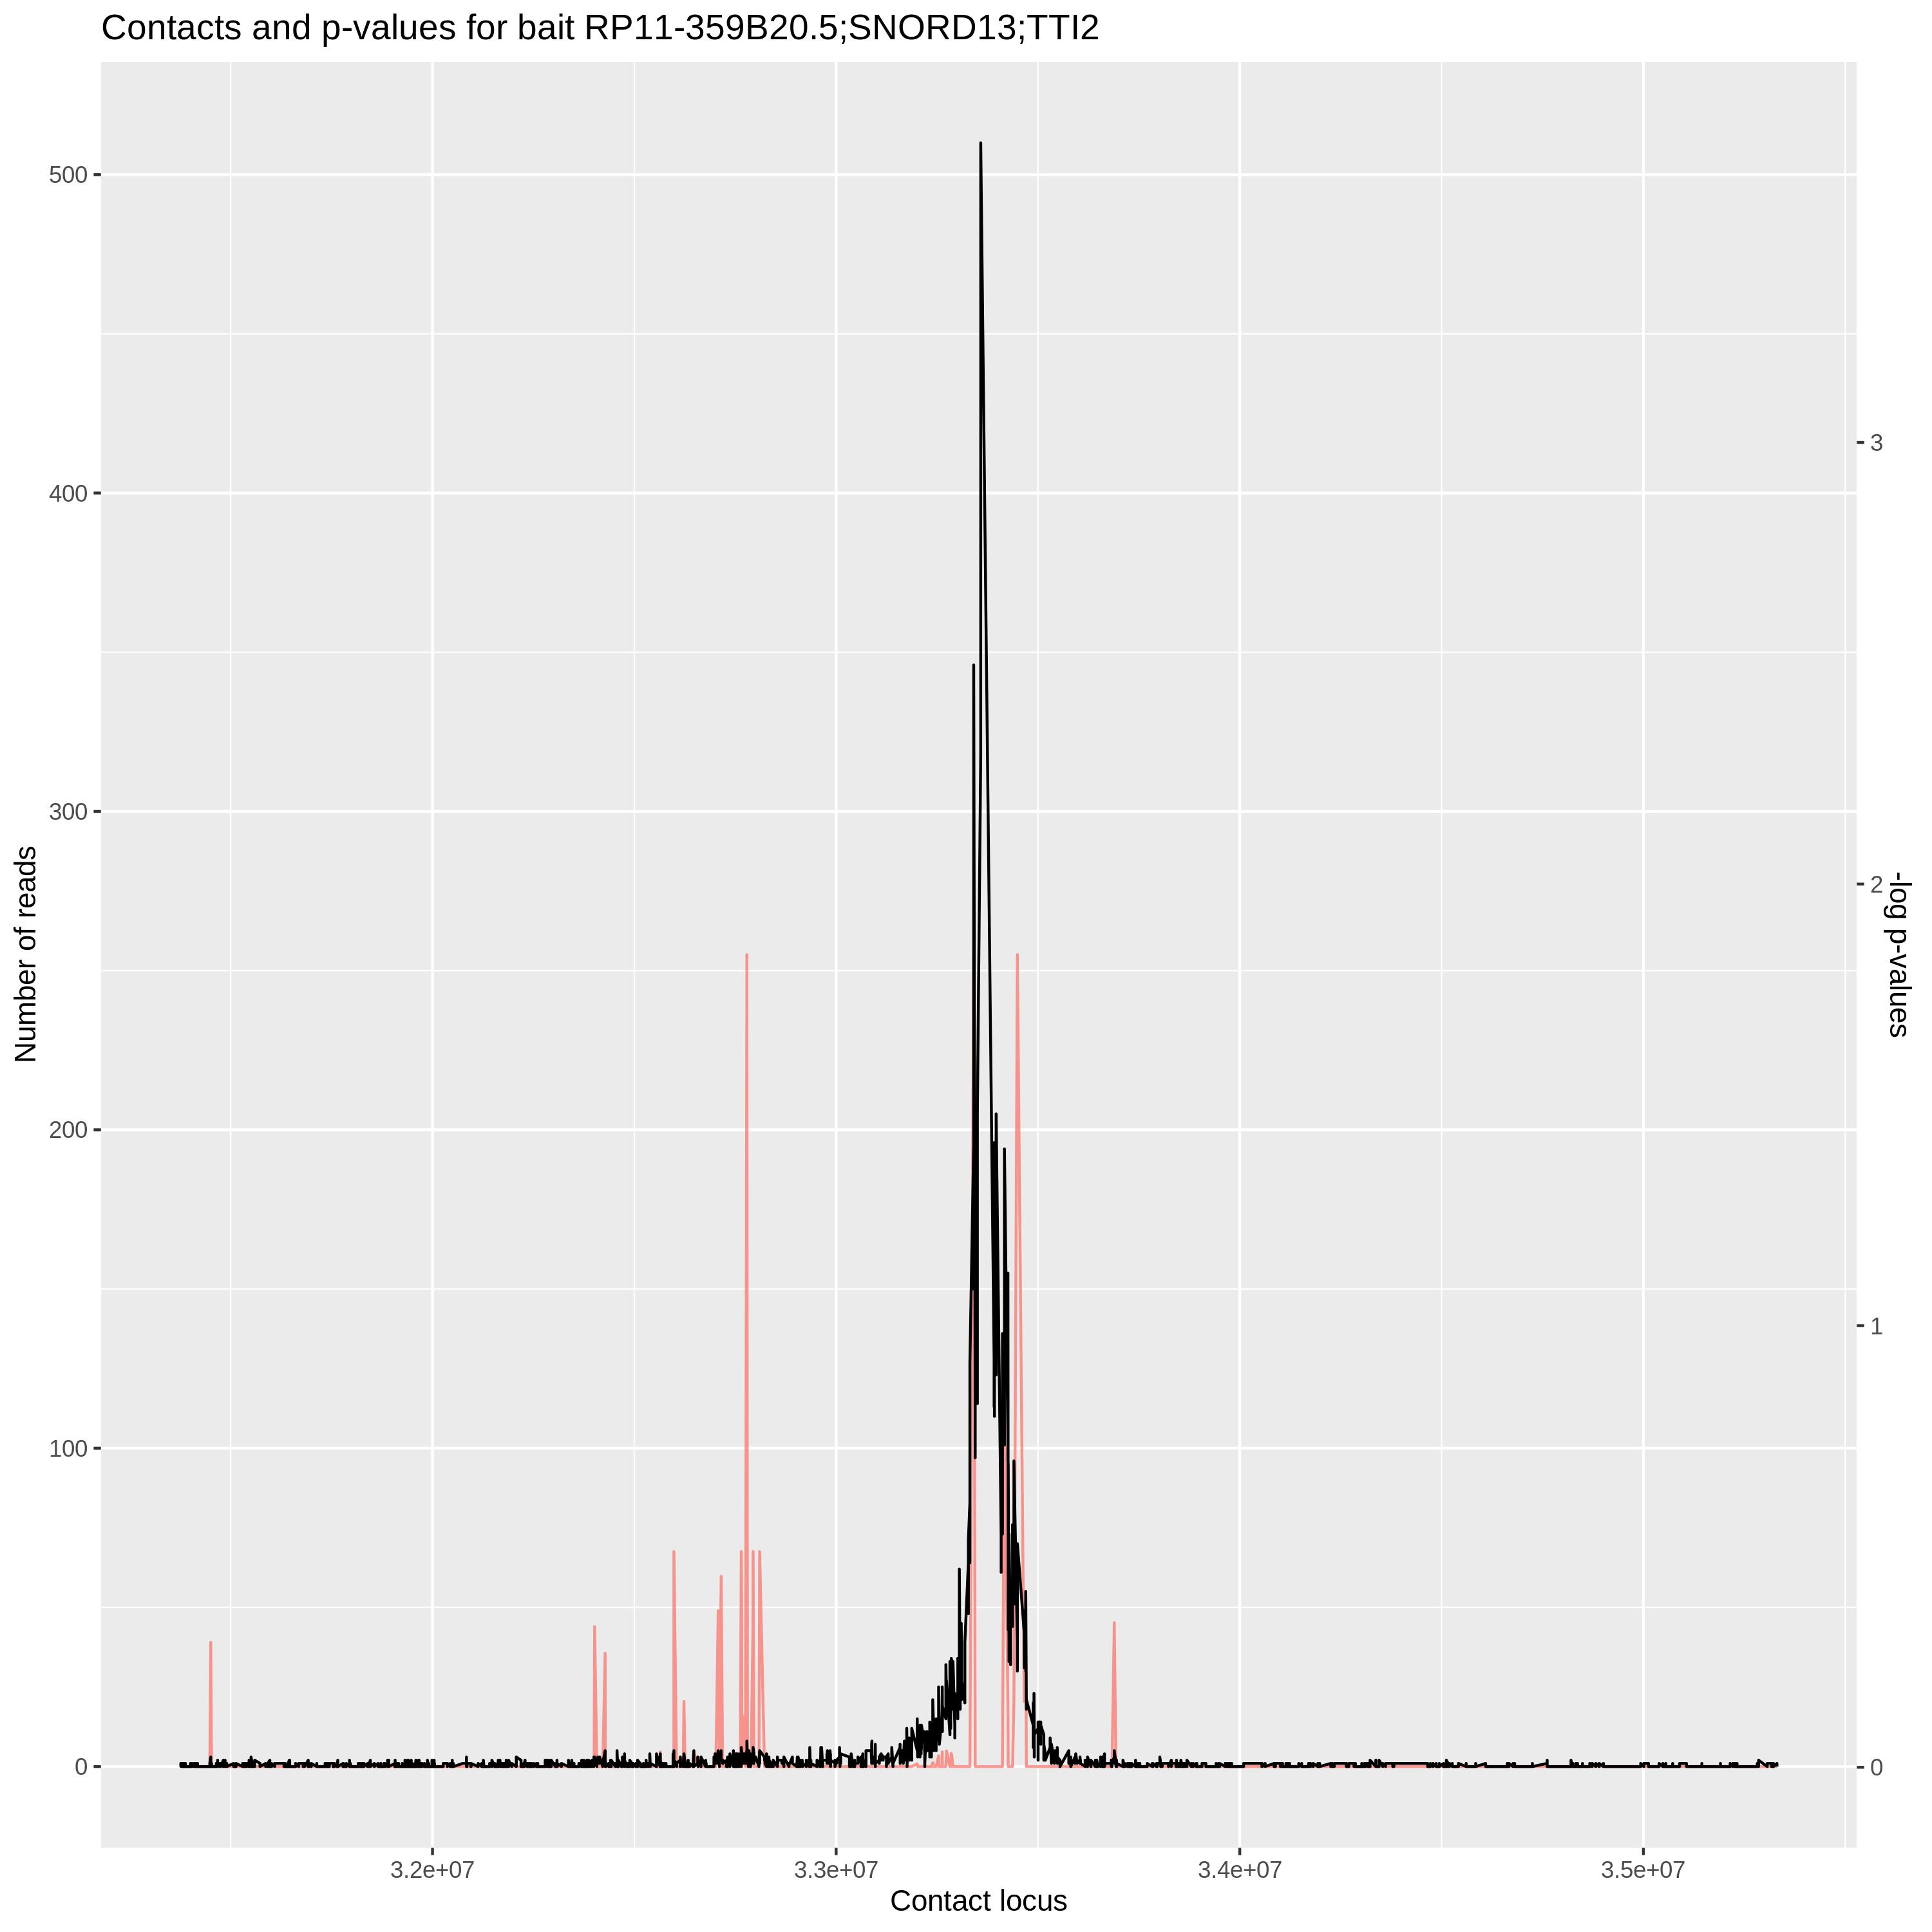 Contacts and p-values for bait RP11-359B20.5;SNORD13;TTI2
500
400
300
200
100
0
Number of reads
3
2
1
0
-log p-values
3.2e+07
3.3e+07
3.4e+07
3.5e+07
Contact locus